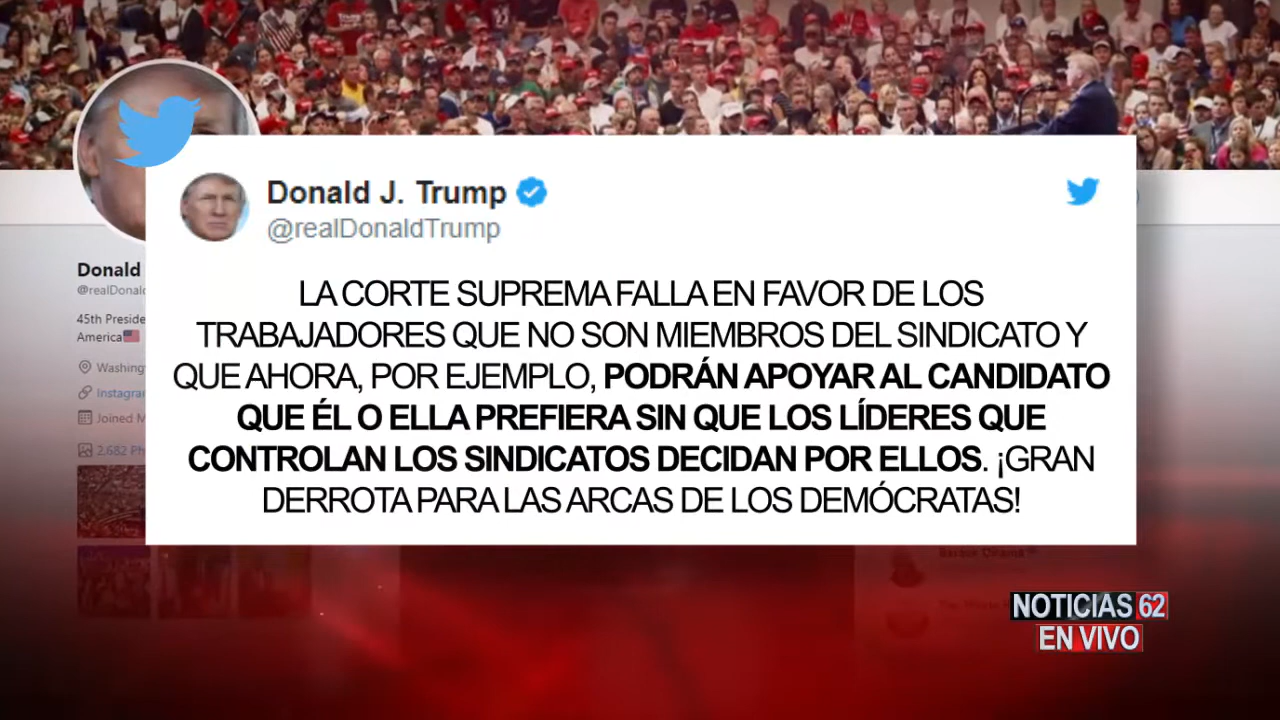 Donald J. Trump
@realDonaldTrump
LA CORTE SUPREMA FALLA EN FAVOR DE LOS
TRABAJADORES QUE NO SON MIEMBROS DEL SINDICATO Y
QUE AHORA, POR EJEMPLO, PODRÁN APOYAR AL CANDIDATO
QUE ÉL O ELLA PREFIERA SIN QUE LOS LÍDERES QUE
CONTROLAN LOS SINDICATOS DECIDAN POR ELLOS. ¡GRAN
DERROTA PARA LAS ARCAS DE LOS DEMÓCRATAS!
Donald
45th
America
Joined
2,682
NOTICIAS 62
EN VIVO